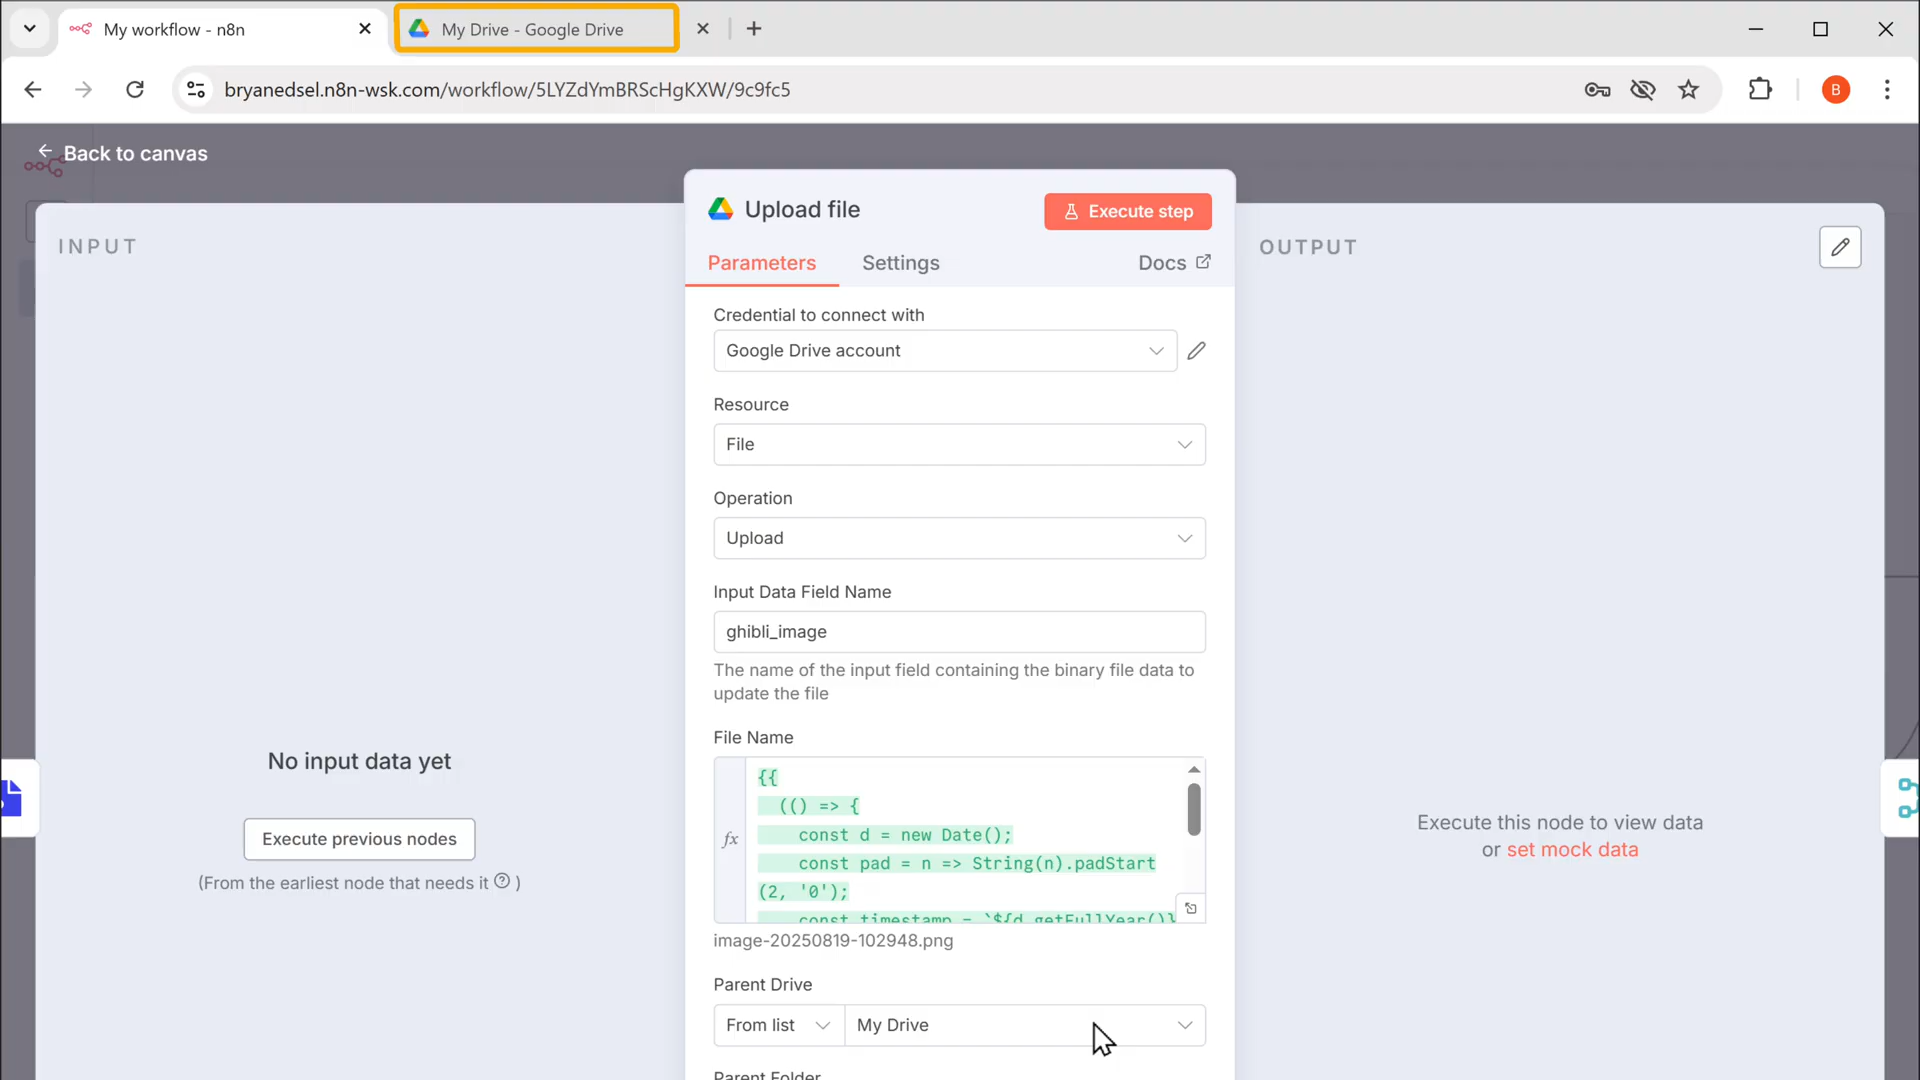 My workflow - n8n
My Drive - Google Drive
bryanedsel.n8n-wsk.com/workflow/5LYZdYmBRScHgKXW/9c9fc5
B
Back to canvas
INPUT
Upload file
Execute step
OUTPUT
Parameters
Settings
Docs
Credential to connect with
Google Drive account
Resource
File
Operation
Upload
Input Data Field Name
ghibli_image
The name of the input field containing the binary file data to
update the file
File Name
No input data yet
Execute previous nodes
(From the earliest node that needs it ? )
fx
{{
(() => {
const d = new Date();
const pad = n => String(n).padStart
(2, '0');
const timestamp = `${d.getFullYear()}
image-20250819-102948.png
Execute this node to view data
or set mock data
Parent Drive
From list
My Drive
Parent Folder